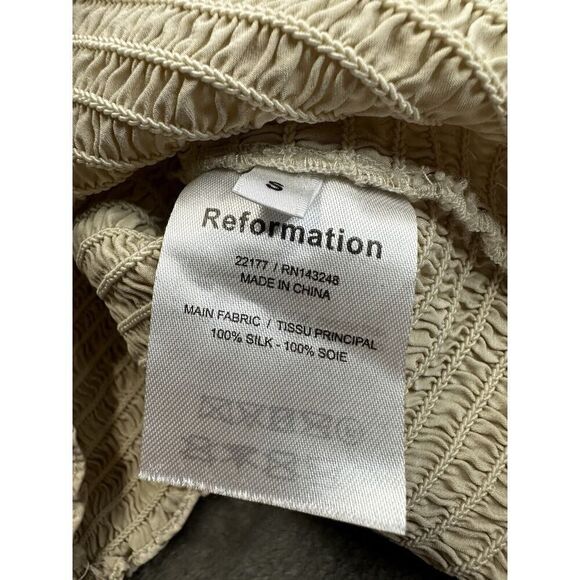 S
Reformation
22177 / RN143248
MADE IN CHINA
MAIN FABRIC / TISSU PRINCIPAL
100% SILK - 100% SOIE